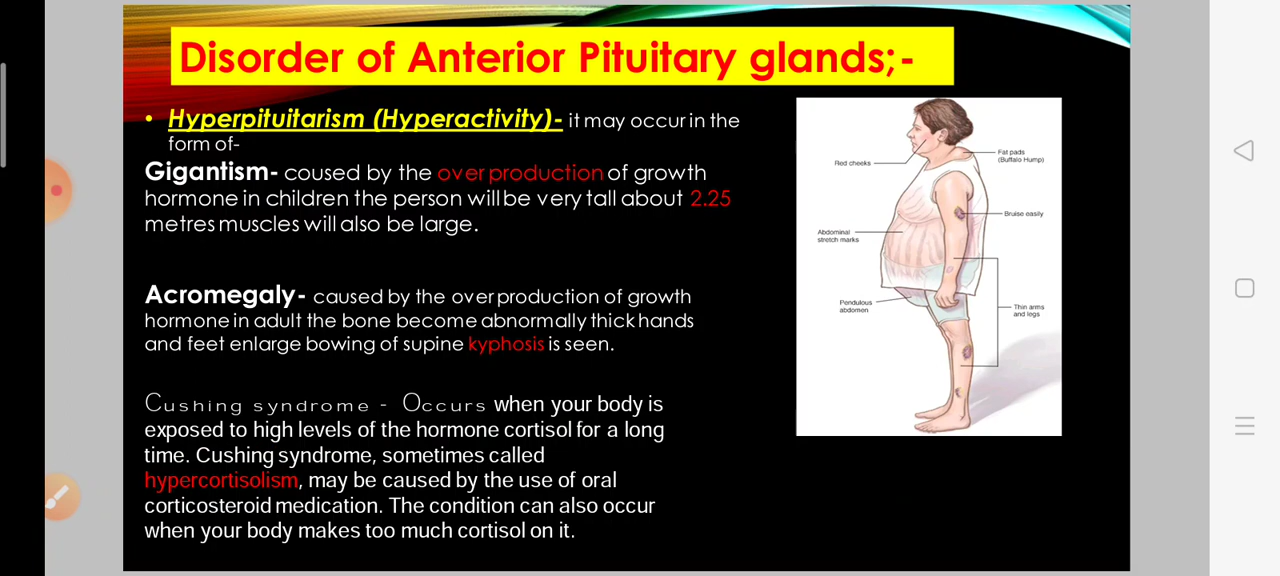 Disorder of Anterior Pituitary glands;-
• Hyperpituitarism (Hyperactivity)- it may occur in the
form of-
Gigantism- coused by the over production of growth
hormone in children the person will be very tall about 2.25
metres muscles will also be large.
Acromegaly- caused by the over production of growth
hormone in adult the bone become abnormally thick hands
and feet enlarge bowing of supine kyphosis is seen.
Cushing syndrome - Occurs when your body is
exposed to high levels of the hormone cortisol for a long
time. Cushing syndrome, sometimes called
hypercortisolism, may be caused by the use of oral
corticosteroid medication. The condition can also occur
when your body makes too much cortisol on it.
Red cheeks
Fat pads
(Buffalo Hump)
Bruise easily
Abdominal
stretch marks
Pendulous
abdomen
Thin arms
and legs